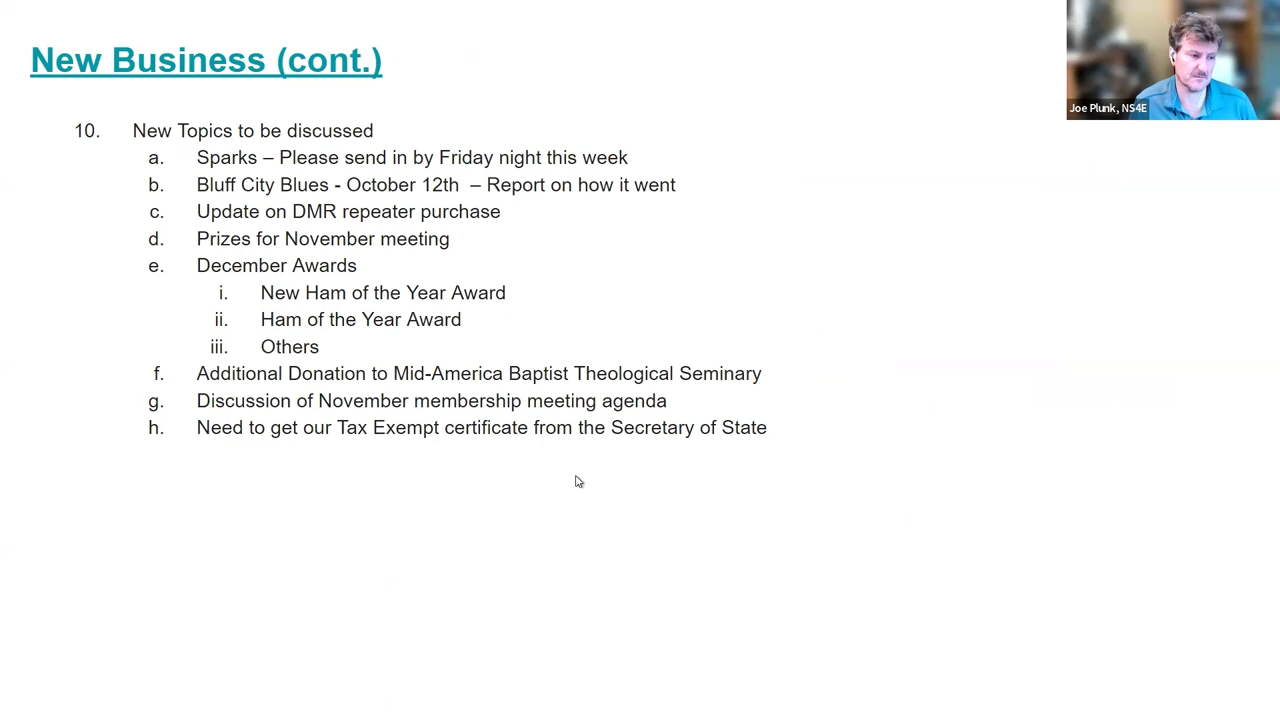 New Business (cont.)
Joe Plunk, NS4E
10. New Topics to be discussed
a. Sparks – Please send in by Friday night this week
b. Bluff City Blues - October 12th – Report on how it went
c. Update on DMR repeater purchase
d. Prizes for November meeting
e. December Awards
i. New Ham of the Year Award
ii. Ham of the Year Award
iii. Others
f. Additional Donation to Mid-America Baptist Theological Seminary
g. Discussion of November membership meeting agenda
h. Need to get our Tax Exempt certificate from the Secretary of State